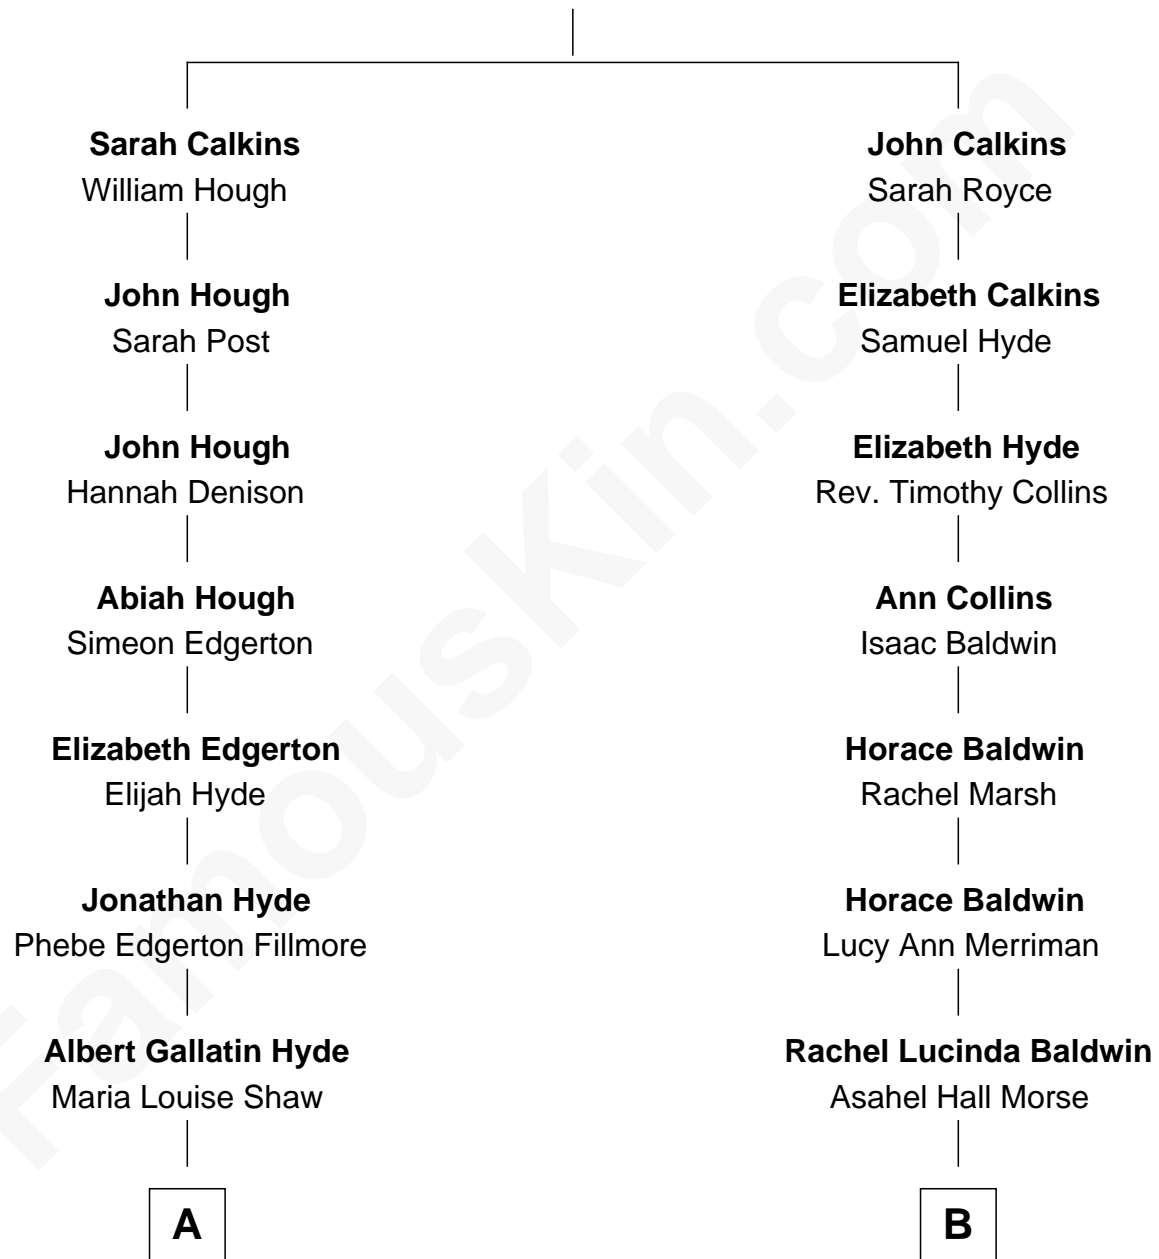 Sarah Calkins
William Hough
John Hough
Sarah Post
John Hough
Hannah Denison
Abiah Hough
Simeon Edgerton
Elizabeth Edgerton
Elijah Hyde
Jonathan Hyde
Phebe Edgerton Fillmore
Albert Gallatin Hyde
Maria Louise Shaw
A
John Calkins
Sarah Royce
Elizabeth Calkins
Samuel Hyde
Elizabeth Hyde
Rev. Timothy Collins
Ann Collins
Isaac Baldwin
Horace Baldwin
Rachel Marsh
Horace Baldwin
Lucy Ann Merriman
Rachel Lucinda Baldwin
Asahel Hall Morse
B
FamousKin.com